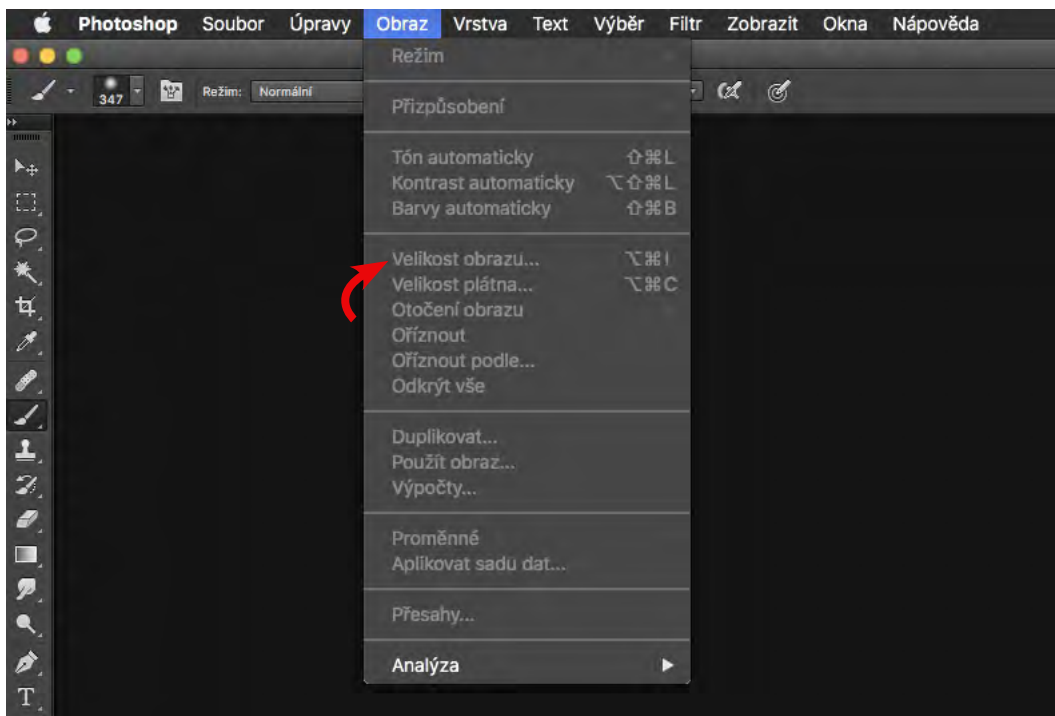 Photoshop Soubor Úpravy Obraz Vrstva Text Výběr Filtr Zobrazit Okna Nápověda
Režim
347 Režim: Normální
Přizpůsobení
Tón automaticky ⇧⌘L
Kontrast automaticky ⌥⇧⌘L
Barvy automaticky ⇧⌘B
Velikost obrazu... ⌥⌘I
Velikost plátna... ⌥⌘C
Otočení obrazu
Oříznout
Oříznout podle...
Odkrýt vše
Duplikovat...
Použít obraz...
Výpočty...
Proměnné
Aplikovat sadu dat...
Přesahy...
Analýza
T